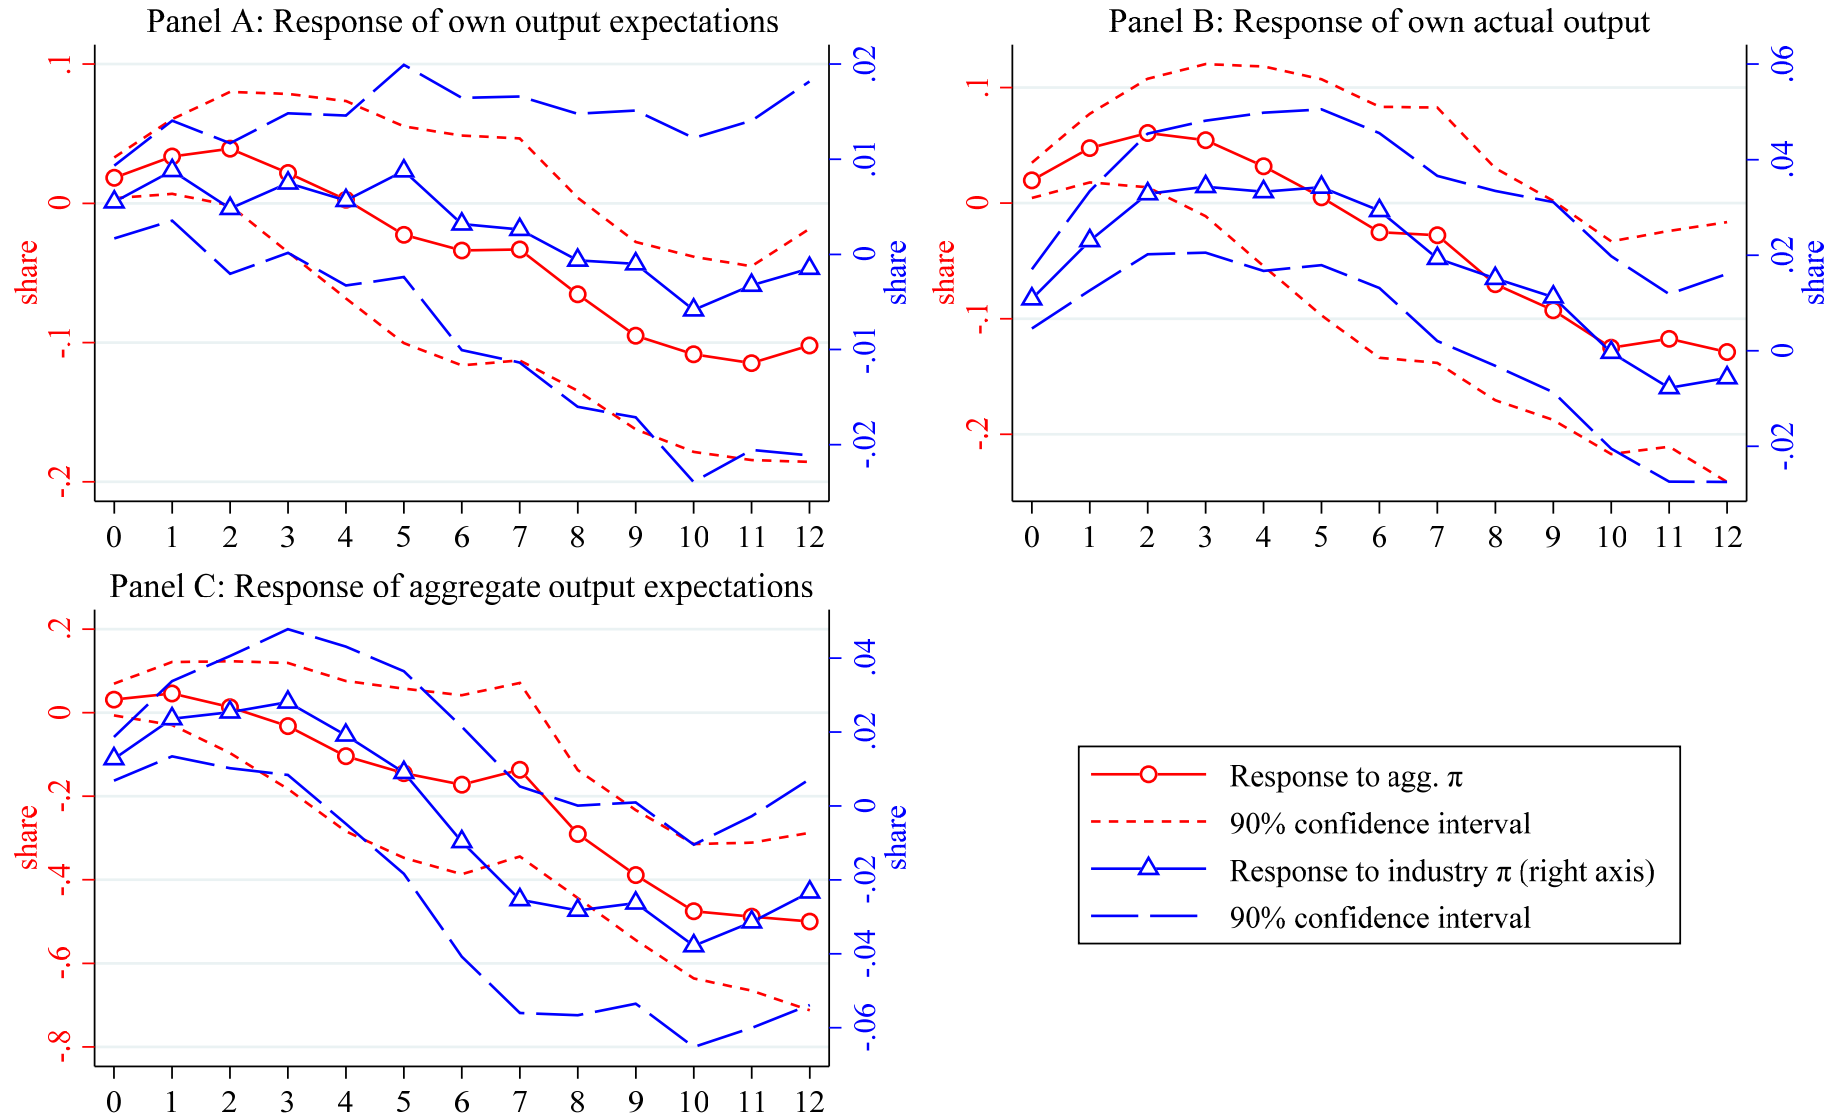 Panel A: Response of own output expectations
.1
0
-.1
-.2
share
.02
.01
0
-.01
-.02
share
0 1 2 3 4 5 6 7 8 9 10 11 12
Panel B: Response of own actual output
.1
0
-.1
-.2
share
.06
.04
.02
0
-.02
share
0 1 2 3 4 5 6 7 8 9 10 11 12
Panel C: Response of aggregate output expectations
.2
0
-.2
-.4
-.6
-.8
share
.04
.02
0
-.02
-.04
-.06
share
0 1 2 3 4 5 6 7 8 9 10 11 12
Response to agg. π
90% confidence interval
Response to industry π (right axis)
90% confidence interval